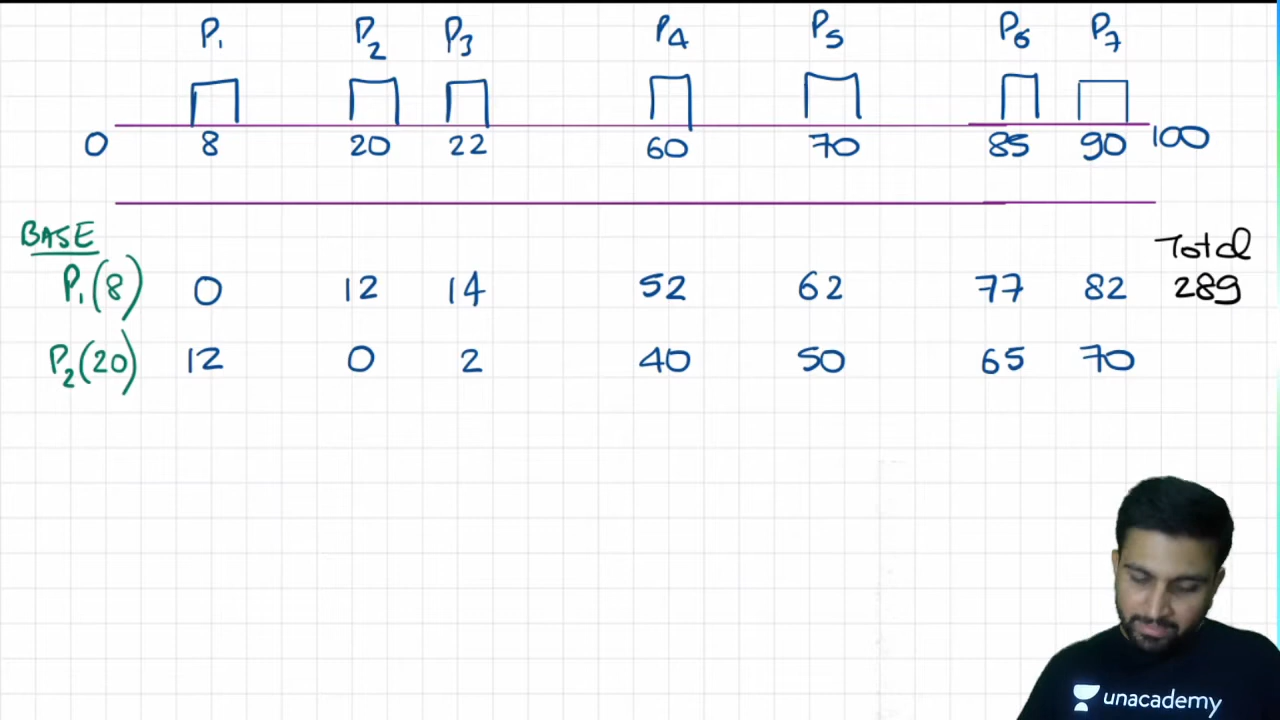 P₁ P₂ P₃ P₄ P₅ P₆ P₇
0 8 20 22 60 70 85 90 100
BASE
Total
P₁(8) 0 12 14 52 62 77 82 289
P₂(20) 12 0 2 40 50 65 70
unacademy